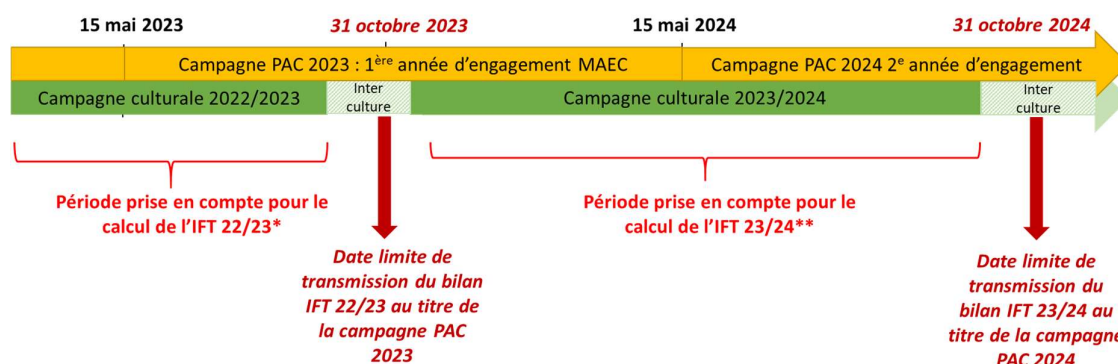 15 mai 2023
31 octobre 2023
15 mai 2024
31 octobre 2024
Campagne PAC 2023 : 1ère année d’engagement MAEC
Campagne PAC 2024 2e année d’engagement
Campagne culturale 2022/2023
Inter
culture
Campagne culturale 2023/2024
Inter
culture
Période prise en compte pour le
calcul de l’IFT 22/23*
Période prise en compte pour le
calcul de l’IFT 23/24**
Date limite de
transmission du bilan
IFT 22/23 au titre de
la campagne PAC
2023
Date limite de
transmission du
bilan IFT 23/24 au
titre de la campagne
PAC 2024